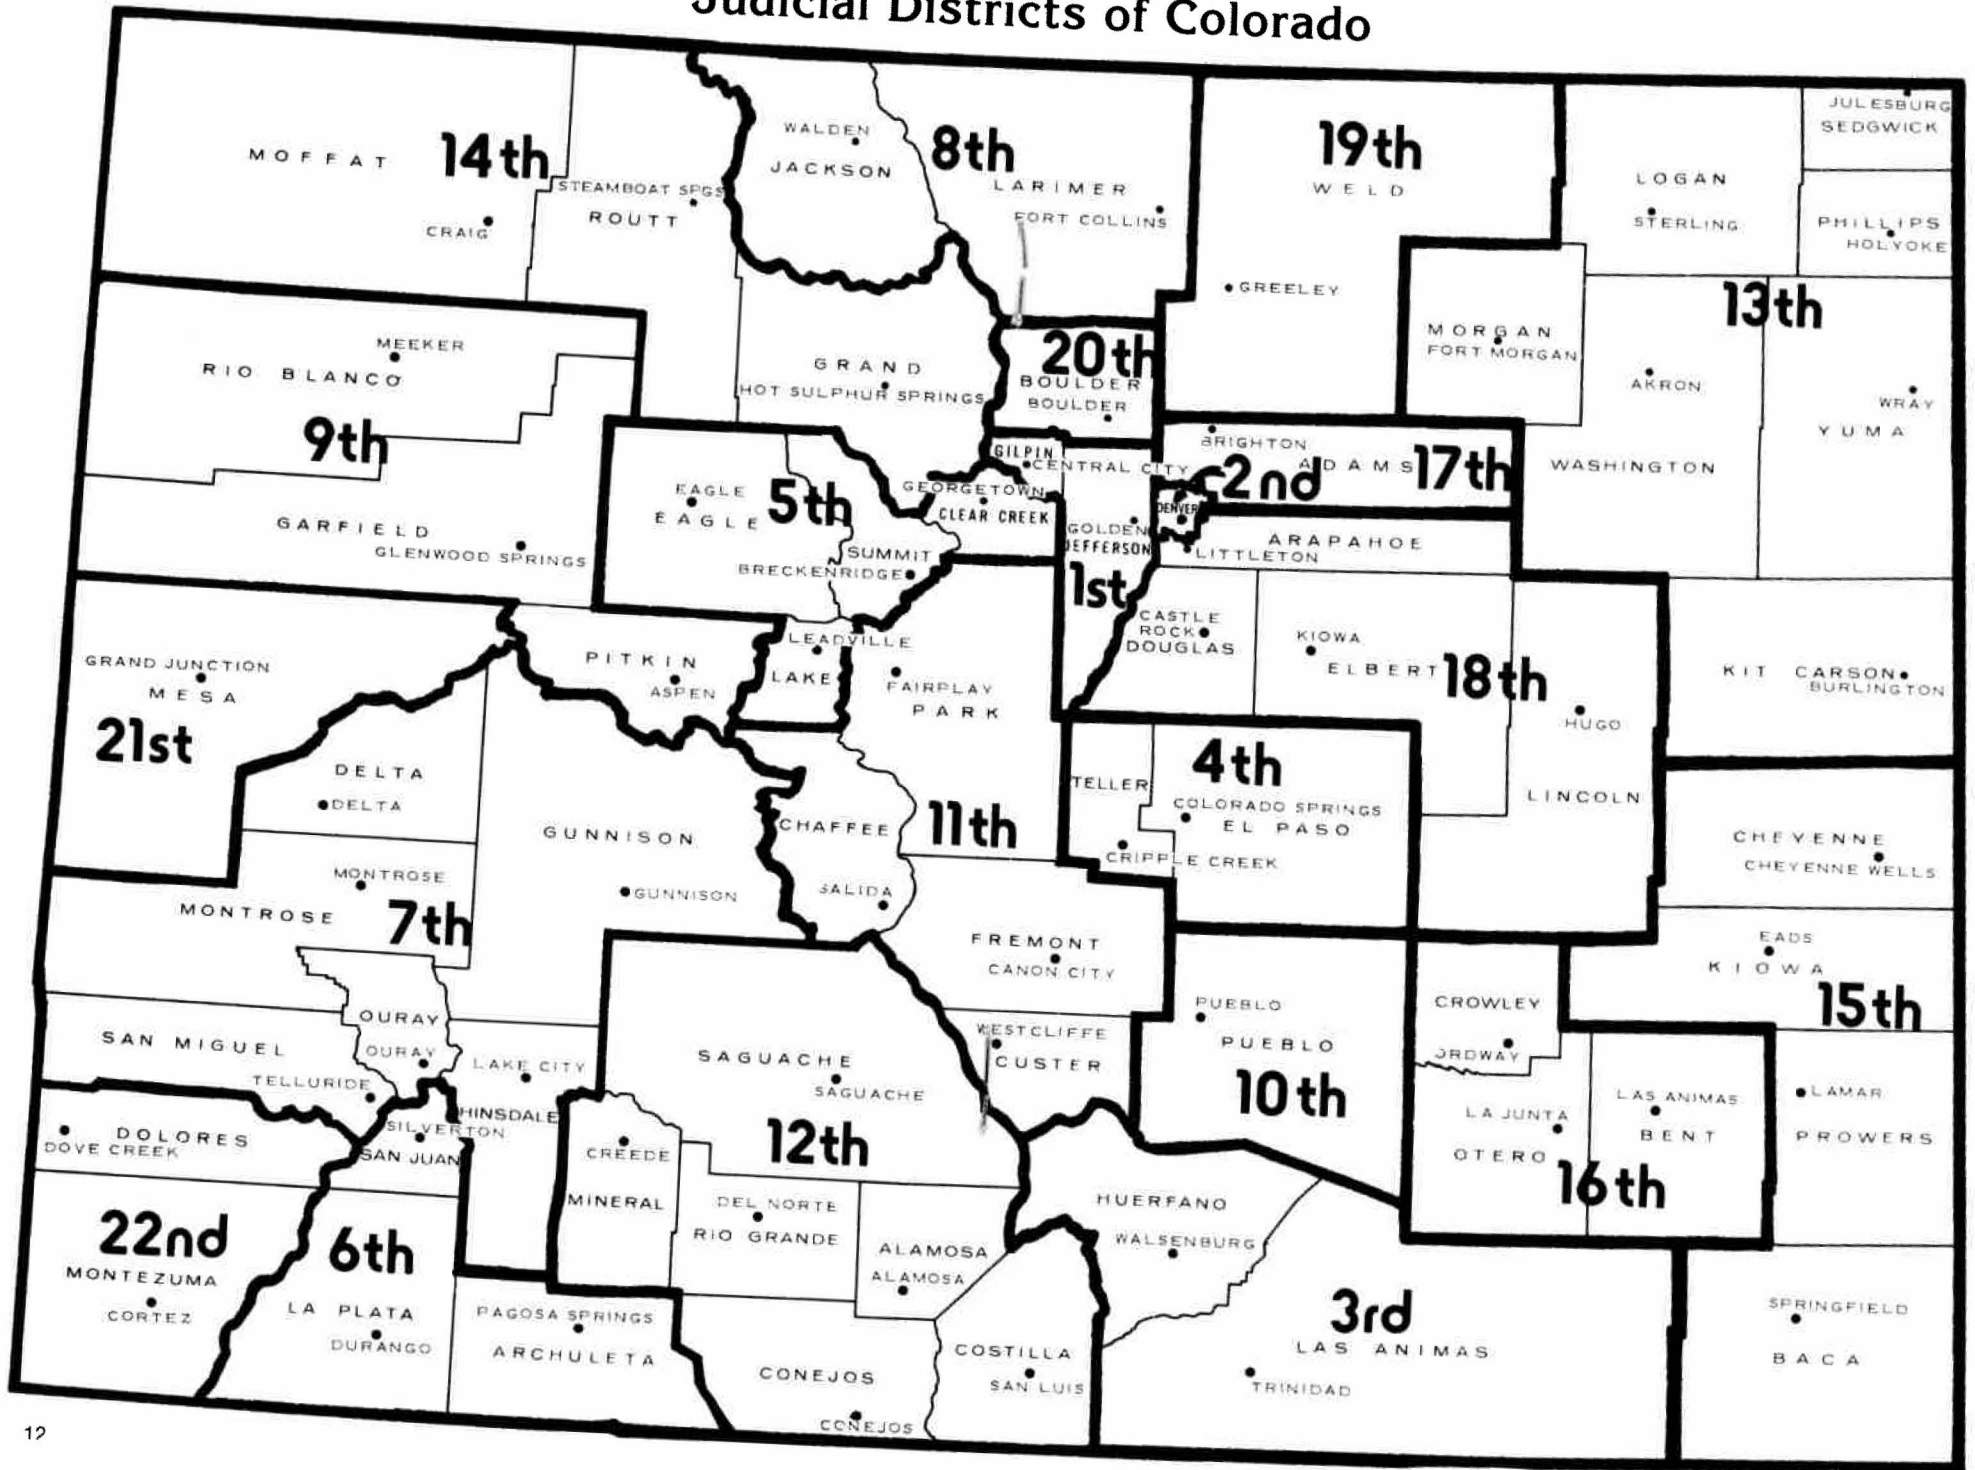 Judicial Districts of Colorado
MOFFAT
14th
CRAIG
STEAMBOAT SPGS
ROUTT
WALDEN
JACKSON
8th
LARIMER
FORT COLLINS
19th
WELD
GREELEY
LOGAN
STERLING
JULESBURG
SEDGWICK
PHILLIPS
HOLYOKE
13th
MORGAN
FORT MORGAN
AKRON
WASHINGTON
WRAY
YUMA
MEEKER
RIO BLANCO
9th
GARFIELD
GLENWOOD SPRINGS
GRAND
HOT SULPHUR SPRINGS
20th
BOULDER
BOULDER
GILPIN
CENTRAL CITY
GEORGETOWN
CLEAR CREEK
BRIGHTON
ADAMS
17th
2nd
DENVER
EAGLE
EAGLE
5th
SUMMIT
BRECKENRIDGE
GOLDEN
JEFFERSON
1st
ARAPAHOE
LITTLETON
CASTLE
ROCK
DOUGLAS
KIOWA
ELBERT
18th
HUGO
LINCOLN
KIT CARSON
BURLINGTON
GRAND JUNCTION
MESA
21st
PITKIN
ASPEN
LEADVILLE
LAKE
FAIRPLAY
PARK
DELTA
DELTA
GUNNISON
GUNNISON
CHAFFEE
SALIDA
11th
TELLER
4th
COLORADO SPRINGS
EL PASO
CRIPPLE CREEK
CHEYENNE
CHEYENNE WELLS
MONTROSE
MONTROSE
7th
FREMONT
CANON CITY
EADS
KIOWA
15th
SAN MIGUEL
TELLURIDE
OURAY
OURAY
LAKE CITY
HINSDALE
SAGUACHE
SAGUACHE
WESTCLIFFE
CUSTER
PUEBLO
PUEBLO
10th
CROWLEY
ORDWAY
LA JUNTA
OTERO
LAS ANIMAS
BENT
16th
LAMAR
PROWERS
DOLORES
DOVE CREEK
SILVERTON
SAN JUAN
CREEDE
MINERAL
12th
DEL NORTE
RIO GRANDE
ALAMOSA
ALAMOSA
HUERFANO
WALSENBURG
22nd
MONTEZUMA
CORTEZ
6th
LA PLATA
DURANGO
PAGOSA SPRINGS
ARCHULETA
CONEJOS
CONEJOS
COSTILLA
SAN LUIS
3rd
LAS ANIMAS
TRINIDAD
SPRINGFIELD
BACA
12